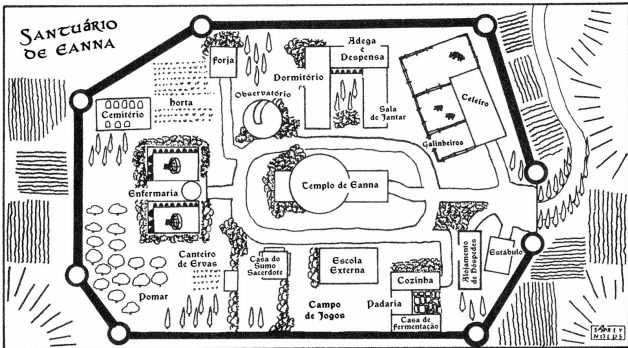 SANTUÁRIO
DE EANNA
forja
Adega
e
Despensa
Dormitório
Observatório
Sala
de Jantar
Celeiro
Galinheiros
horta
Cemitério
Enfermaria
Templo de Eanna
Canteiro
de Ervas
Pomar
Casa do
Sumo
Sacerdote
Escola
Externa
Campo
de Jogos
Cozinha
Padaria
Casa de
Fermentação
Alojamento
de Hóspedes
Estábulo